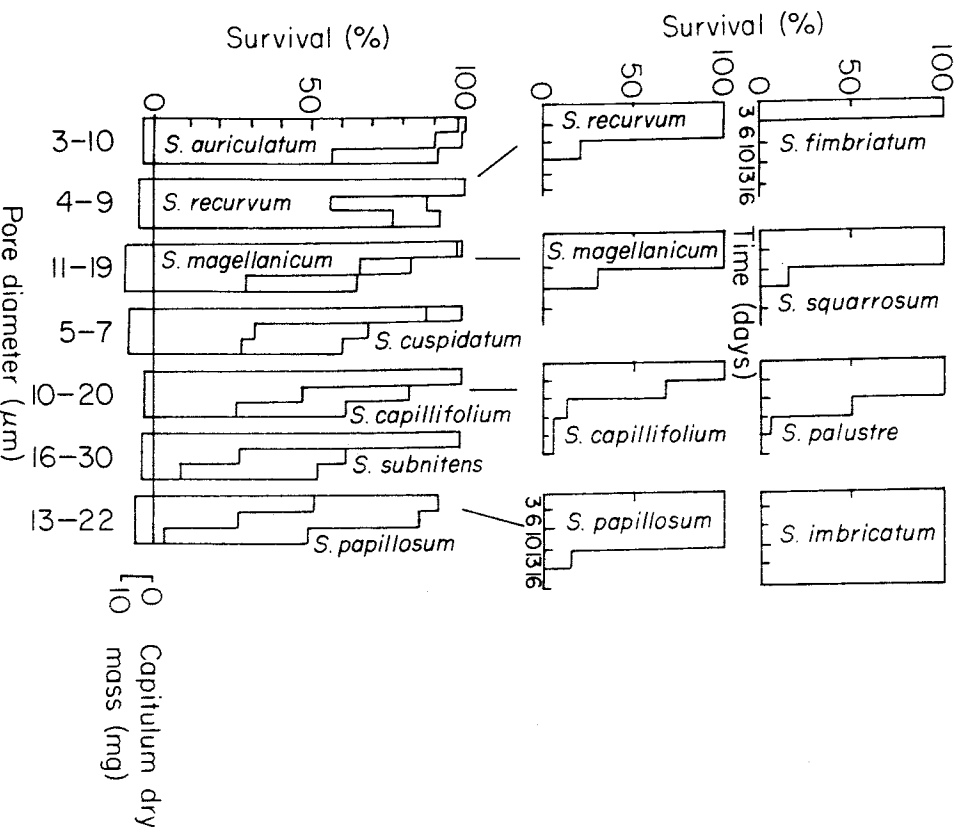 Survival (%)
0
50
100
3-10
S. auriculatum
4-9
S. recurvum
11-19
S. magellanicum
5-7
S. cuspidatum
10-20
S. capillifolium
16-30
S. subnitens
13-22
S. papillosum
Pore diameter (μm)
0
10
Capitulum dry
mass (mg)
Survival (%)
0
50
100
S. recurvum
S. magellanicum
S. capillifolium
S. papillosum
3 6 10 13 16
0
50
100
S. fimbriatum
3 6 10 13 16
Time (days)
S. squarrosum
S. palustre
S. imbricatum